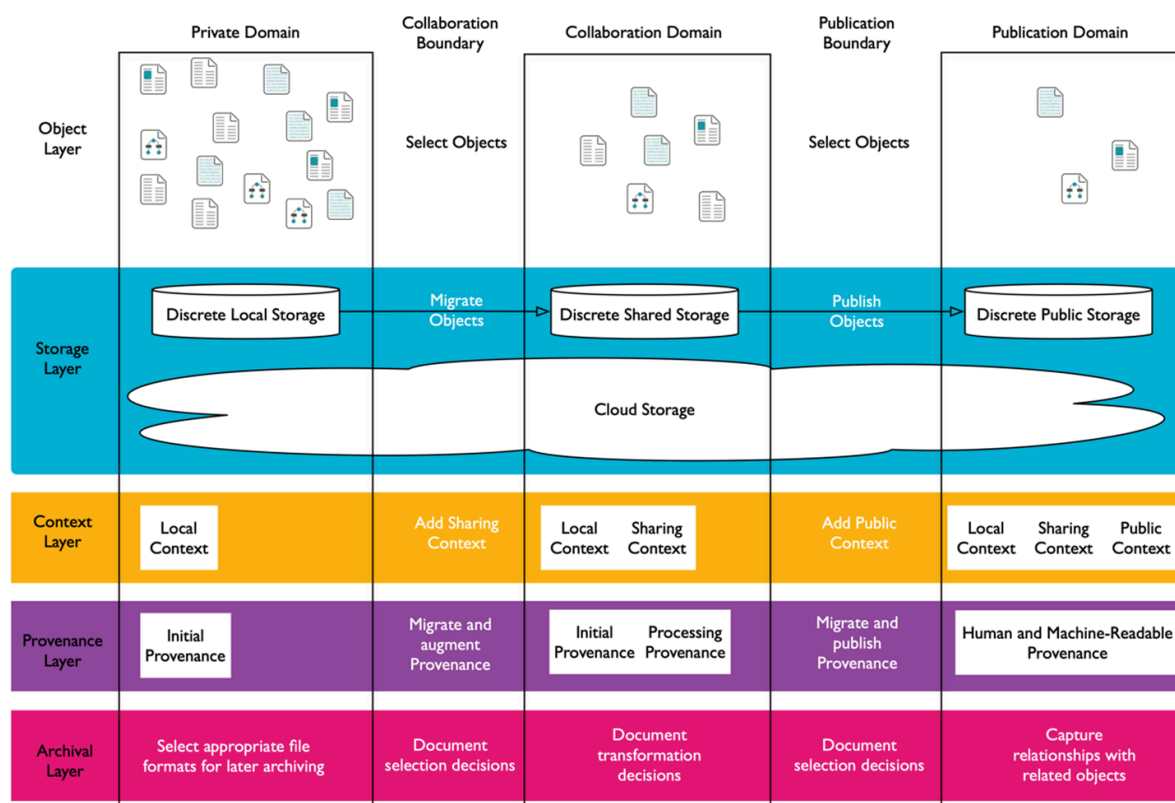 Private Domain
Collaboration
Boundary
Collaboration Domain
Publication
Boundary
Publication Domain
Object
Layer
Select Objects
Select Objects
Storage
Layer
Discrete Local Storage
Migrate
Objects
Discrete Shared Storage
Publish
Objects
Discrete Public Storage
Cloud Storage
Context
Layer
Local
Context
Add Sharing
Context
Local
Context
Sharing
Context
Add Public
Context
Local
Context
Sharing
Context
Public
Context
Provenance
Layer
Initial
Provenance
Migrate and
augment
Provenance
Initial
Provenance
Processing
Provenance
Migrate and
publish
Provenance
Human and Machine-Readable
Provenance
Archival
Layer
Select appropriate file
formats for later archiving
Document
selection decisions
Document
transformation
decisions
Document
selection decisions
Capture
relationships with
related objects